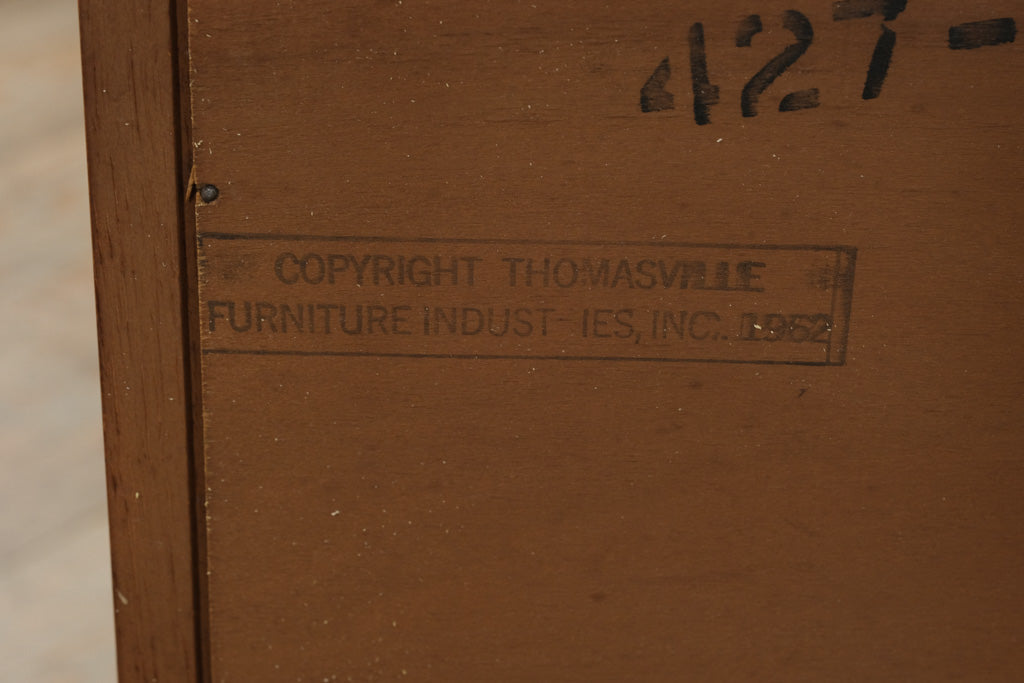 427-
COPYRIGHT THOMASVILLE
FURNITURE INDUST-IES, INC. 1962